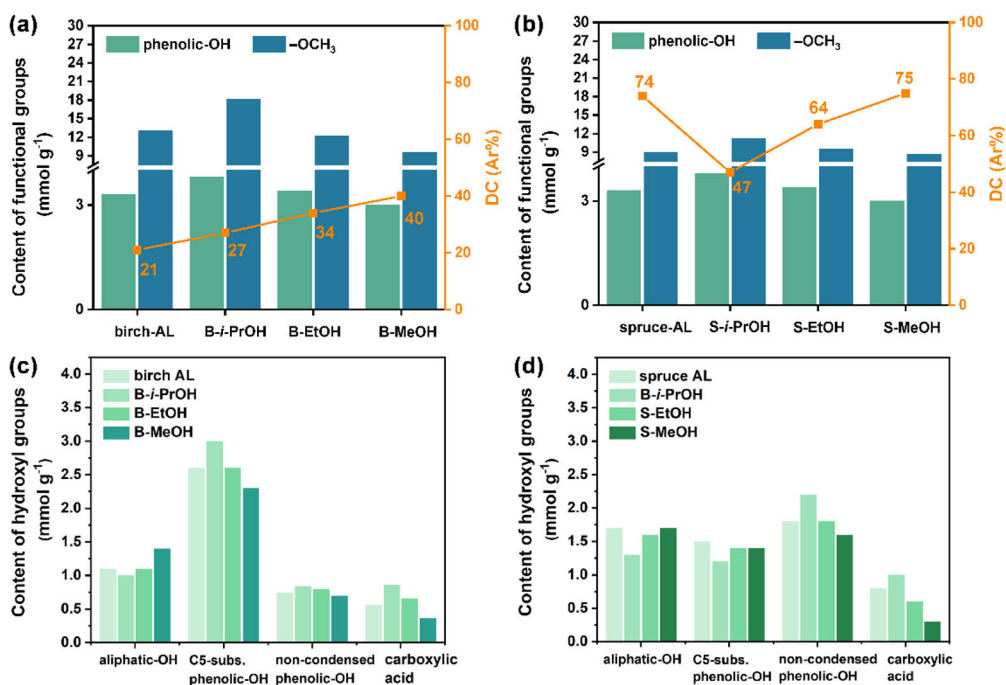 (a)
phenolic-OH
–OCH₃
Content of functional groups
(mmol g⁻¹)
30
27
24
21
18
15
12
9
3
0
21
27
34
40
100
80
60
40
20
0
DC (Ar%)
birch-AL
B-i-PrOH
B-EtOH
B-MeOH
(b)
phenolic-OH
–OCH₃
Content of functional groups
(mmol g⁻¹)
30
27
24
21
18
15
12
9
3
0
74
47
64
75
100
80
60
40
20
0
DC (Ar%)
spruce-AL
S-i-PrOH
S-EtOH
S-MeOH
(c)
birch AL
B-i-PrOH
B-EtOH
B-MeOH
Content of hydroxyl groups
(mmol g⁻¹)
4.0
3.5
3.0
2.5
2.0
1.5
1.0
0.5
0.0
aliphatic-OH
C5-subs.
phenolic-OH
non-condensed
phenolic-OH
carboxylic
acid
(d)
spruce AL
B-i-PrOH
S-EtOH
S-MeOH
Content of hydroxyl groups
(mmol g⁻¹)
4.0
3.5
3.0
2.5
2.0
1.5
1.0
0.5
0.0
aliphatic-OH
C5-subs.
phenolic-OH
non-condensed
phenolic-OH
carboxylic
acid